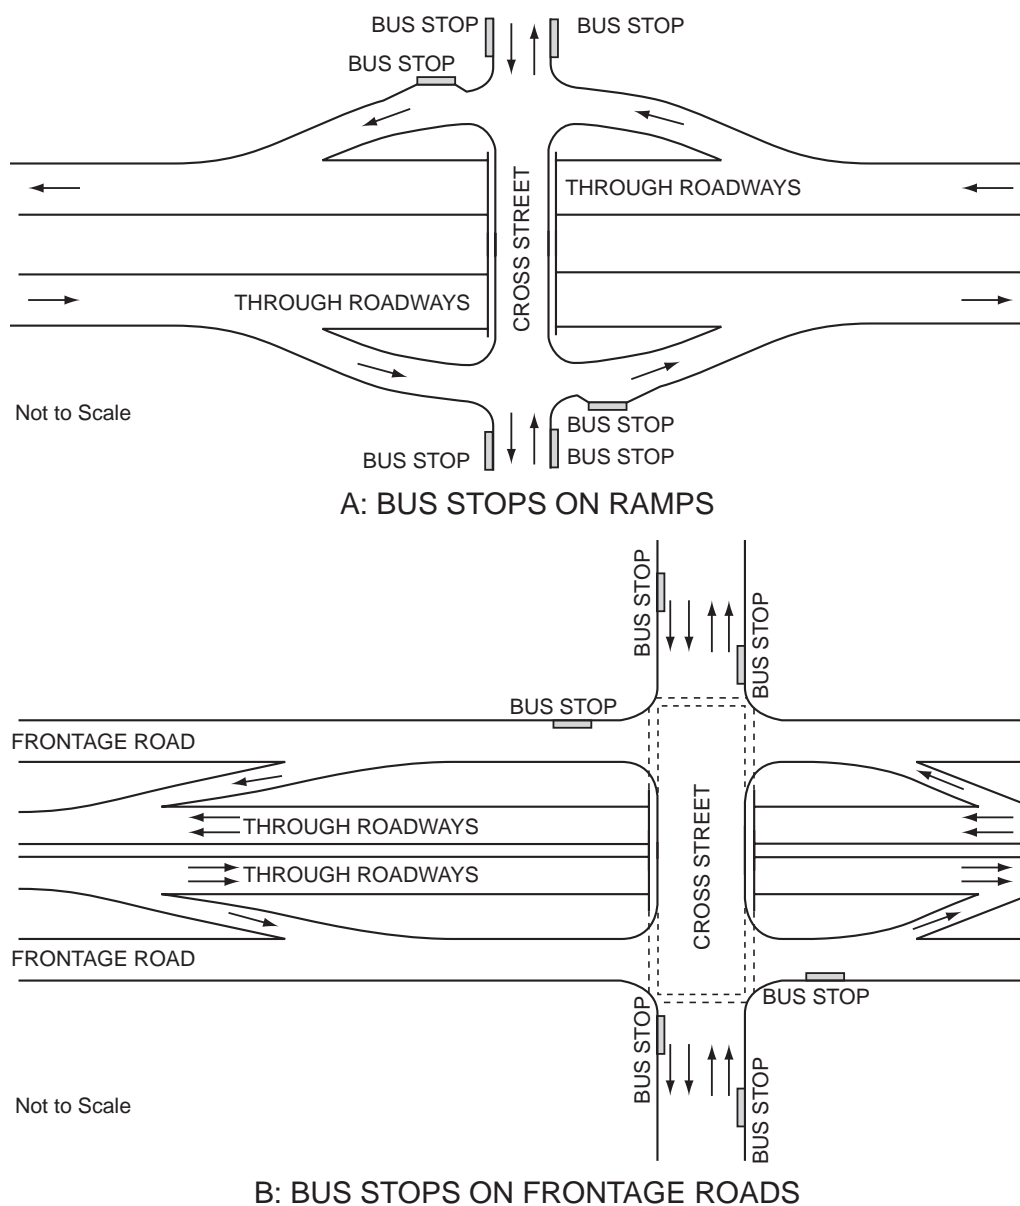 BUS STOP
BUS STOP
BUS STOP
THROUGH ROADWAYS
CROSS STREET
THROUGH ROADWAYS
Not to Scale
BUS STOP
BUS STOP
BUS STOP
A: BUS STOPS ON RAMPS
BUS STOP
BUS STOP
BUS STOP
FRONTAGE ROAD
THROUGH ROADWAYS
CROSS STREET
THROUGH ROADWAYS
FRONTAGE ROAD
BUS STOP
BUS STOP
BUS STOP
Not to Scale
B: BUS STOPS ON FRONTAGE ROADS